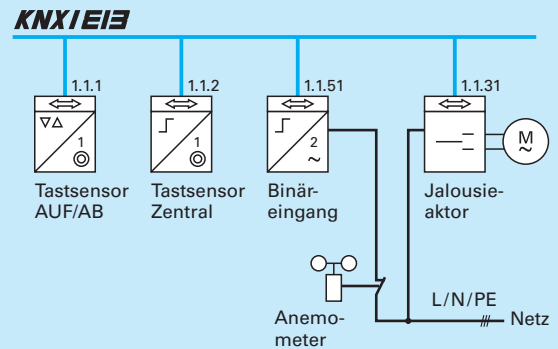 KNX/EIB
1.1.1
1.1.2
1.1.51
1.1.31
1
1
2
~
M
~
Tastsensor
AUF/AB
Tastsensor
Zentral
Binär-
eingang
Jalousie-
aktor
L/N/PE
Netz
Anemo-
meter